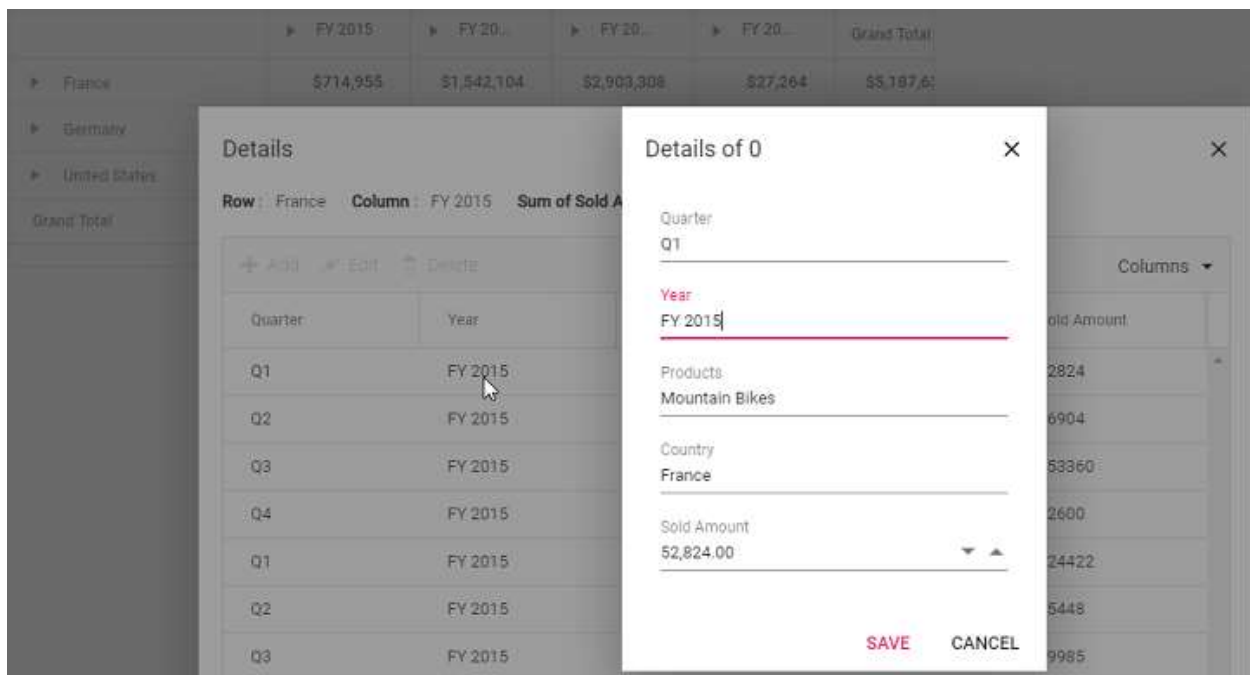 FY 2015 FY 20... FY 20... FY 20... Grand Total
France $714,955 $1,542,104 $2,903,308 $27,264 $5,187,6
Germany
United States
Grand Total
Details
Row : France Column : FY 2015 Sum of Sold A
Add Edit Delete
Columns
Quarter Year old Amount
Q1 FY 2015 2824
Q2 FY 2015 6904
Q3 FY 2015 53360
Q4 FY 2015 2600
Q1 FY 2015 24422
Q2 FY 2015 5448
Q3 FY 2015 9985
Details of 0
Quarter
Q1
Year
FY 2015
Products
Mountain Bikes
Country
France
Sold Amount
52,824.00
SAVE CANCEL